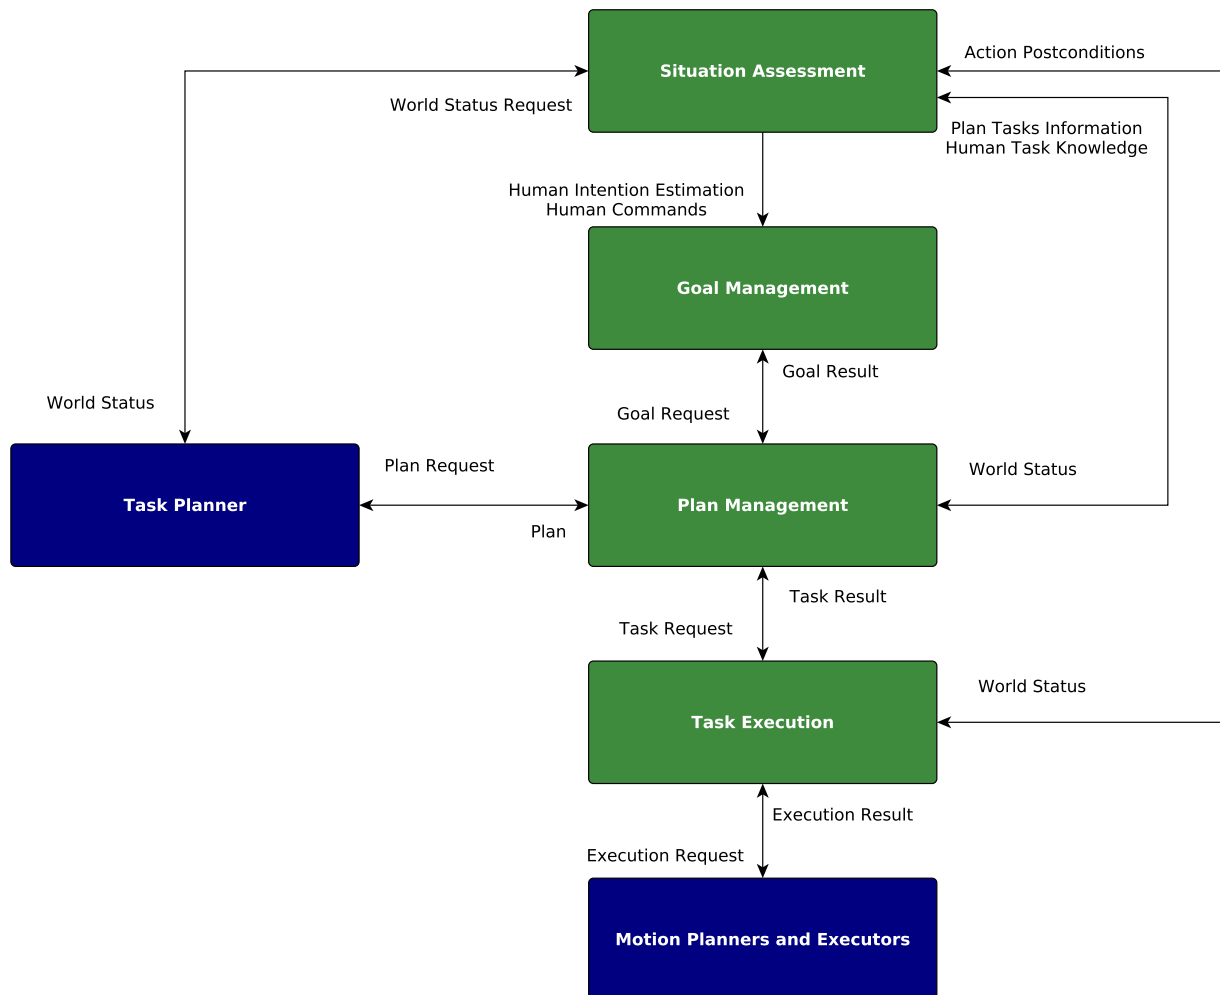 Action Postconditions
Situation Assessment
World Status Request
Plan Tasks Information
Human Task Knowledge
Human Intention Estimation
Human Commands
Goal Management
Goal Result
World Status
Goal Request
Plan Request
World Status
Task Planner
Plan Management
Plan
Task Result
Task Request
World Status
Task Execution
Execution Result
Execution Request
Motion Planners and Executors